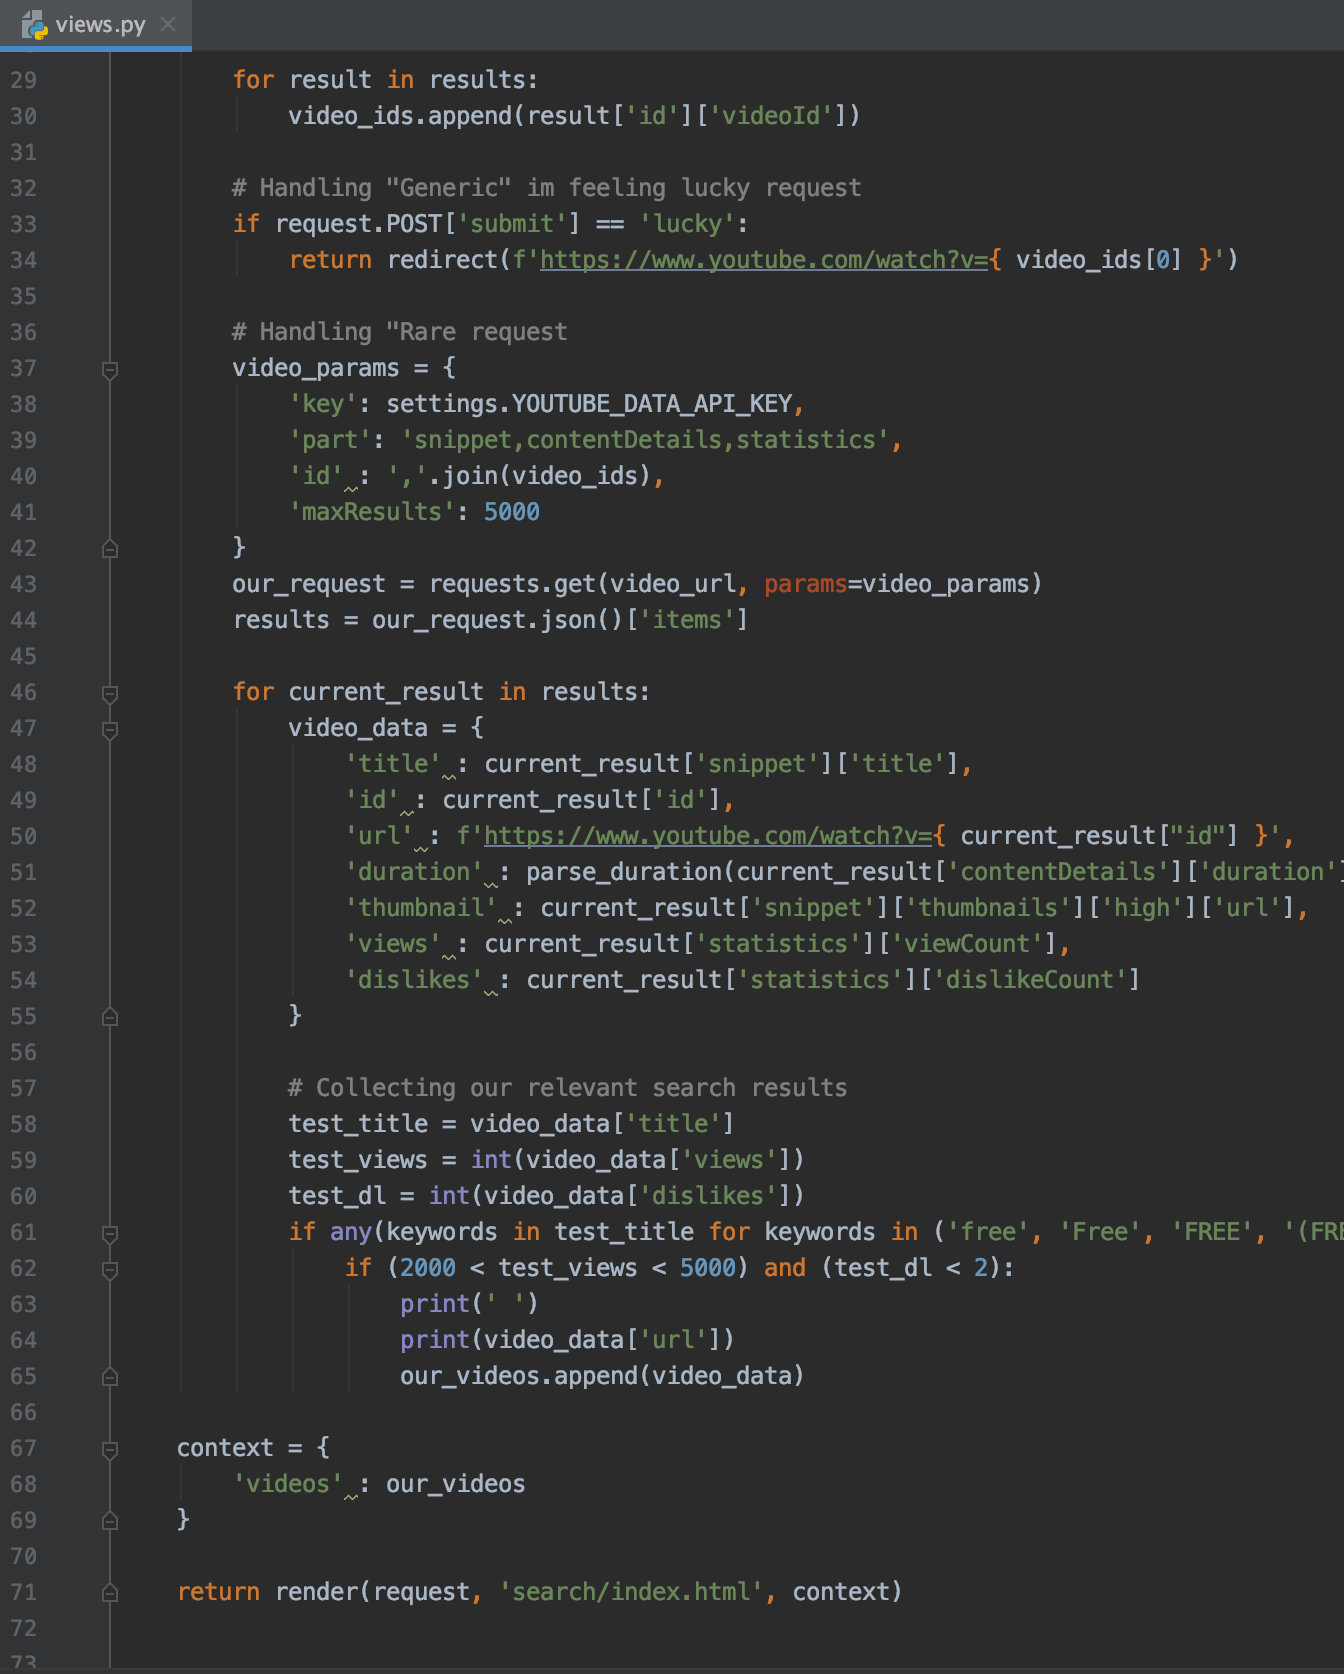 views.py
29 for result in results:
30 video_ids.append(result['id']['videoId'])
31
32 # Handling "Generic" im feeling lucky request
33 if request.POST['submit'] == 'lucky':
34 return redirect(f'https://www.youtube.com/watch?v={ video_ids[0] }')
35
36 # Handling "Rare request
37 video_params = {
38 'key': settings.YOUTUBE_DATA_API_KEY,
39 'part': 'snippet,contentDetails,statistics',
40 'id' : ','.join(video_ids),
41 'maxResults': 5000
42 }
43 our_request = requests.get(video_url, params=video_params)
44 results = our_request.json()['items']
45
46 for current_result in results:
47 video_data = {
48 'title' : current_result['snippet']['title'],
49 'id' : current_result['id'],
50 'url' : f'https://www.youtube.com/watch?v={ current_result["id"] }',
51 'duration' : parse_duration(current_result['contentDetails']['duration']
52 'thumbnail' : current_result['snippet']['thumbnails']['high']['url'],
53 'views' : current_result['statistics']['viewCount'],
54 'dislikes' : current_result['statistics']['dislikeCount']
55 }
56
57 # Collecting our relevant search results
58 test_title = video_data['title']
59 test_views = int(video_data['views'])
60 test_dl = int(video_data['dislikes'])
61 if any(keywords in test_title for keywords in ('free', 'Free', 'FREE', '(FRE
62 if (2000 < test_views < 5000) and (test_dl < 2):
63 print(' ')
64 print(video_data['url'])
65 our_videos.append(video_data)
66
67 context = {
68 'videos' : our_videos
69 }
70
71 return render(request, 'search/index.html', context)
72
73